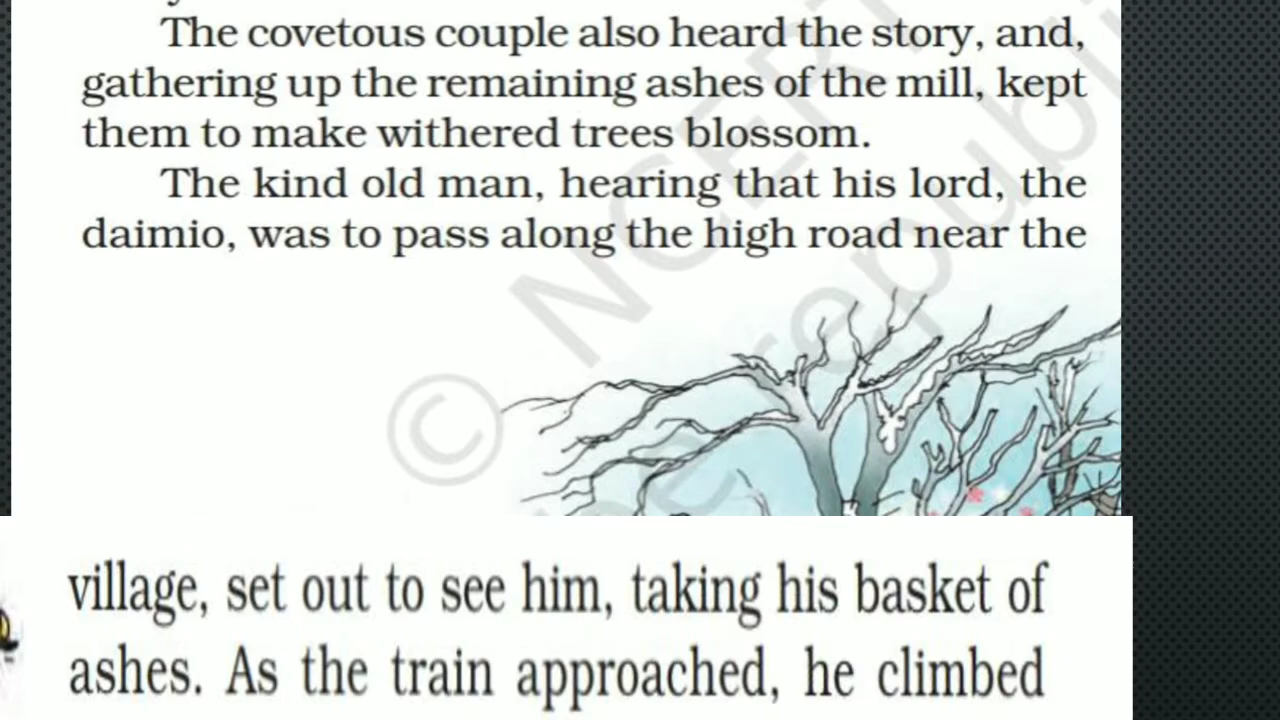 The covetous couple also heard the story, and,
gathering up the remaining ashes of the mill, kept
them to make withered trees blossom.
The kind old man, hearing that his lord, the
daimio, was to pass along the high road near the
© NCERT
republi
village, set out to see him, taking his basket of
ashes. As the train approached, he climbed